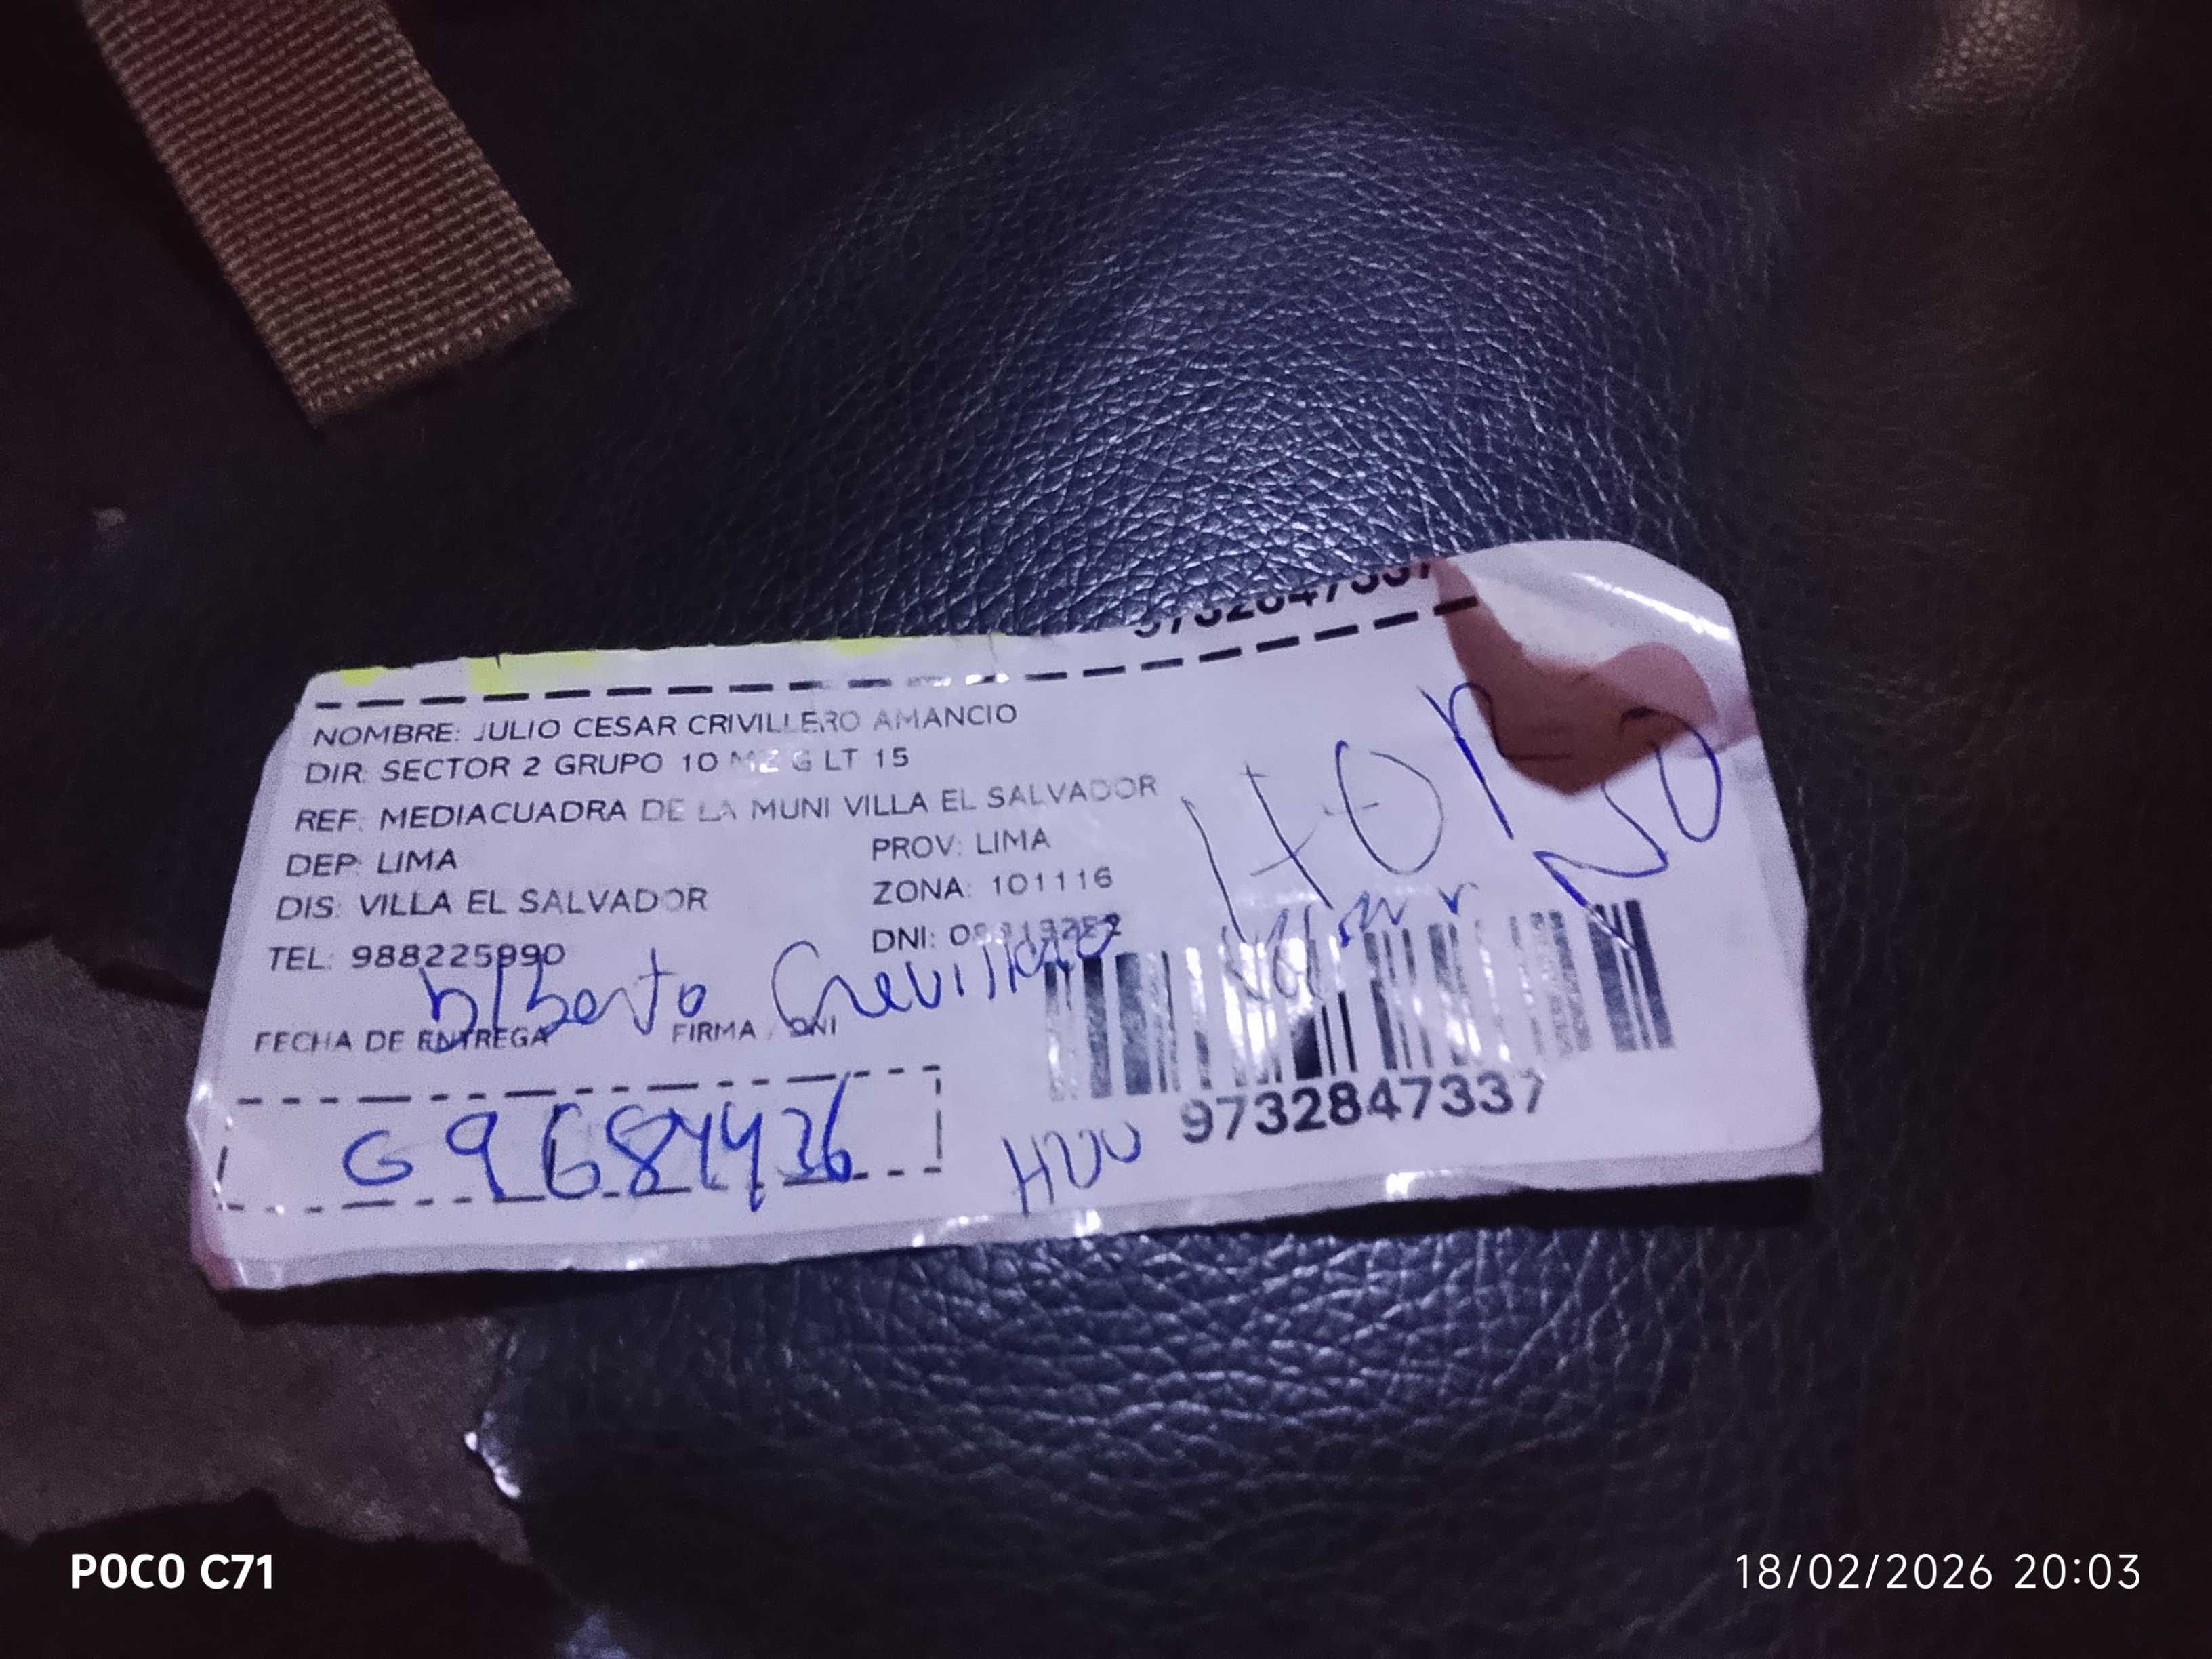 NOMBRE: JULIO CESAR CRIVILLERO AMANCIO
DIR: SECTOR 2 GRUPO 10 MZ G LT 15
REF: MEDIACUADRA DE LA MUNI VILLA EL SALVADOR
DEP: LIMA PROV: LIMA
DIS: VILLA EL SALVADOR ZONA: 101116
TEL: 988225990 DNI:
Alberto Crevillero
FECHA DE ENTREGA FIRMA / DNI
9732847337
POCO C71
18/02/2026 20:03